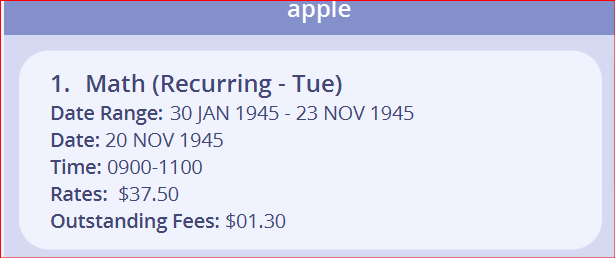 apple
1. Math (Recurring - Tue)
Date Range: 30 JAN 1945 - 23 NOV 1945
Date: 20 NOV 1945
Time: 0900-1100
Rates: $37.50
Outstanding Fees: $01.30